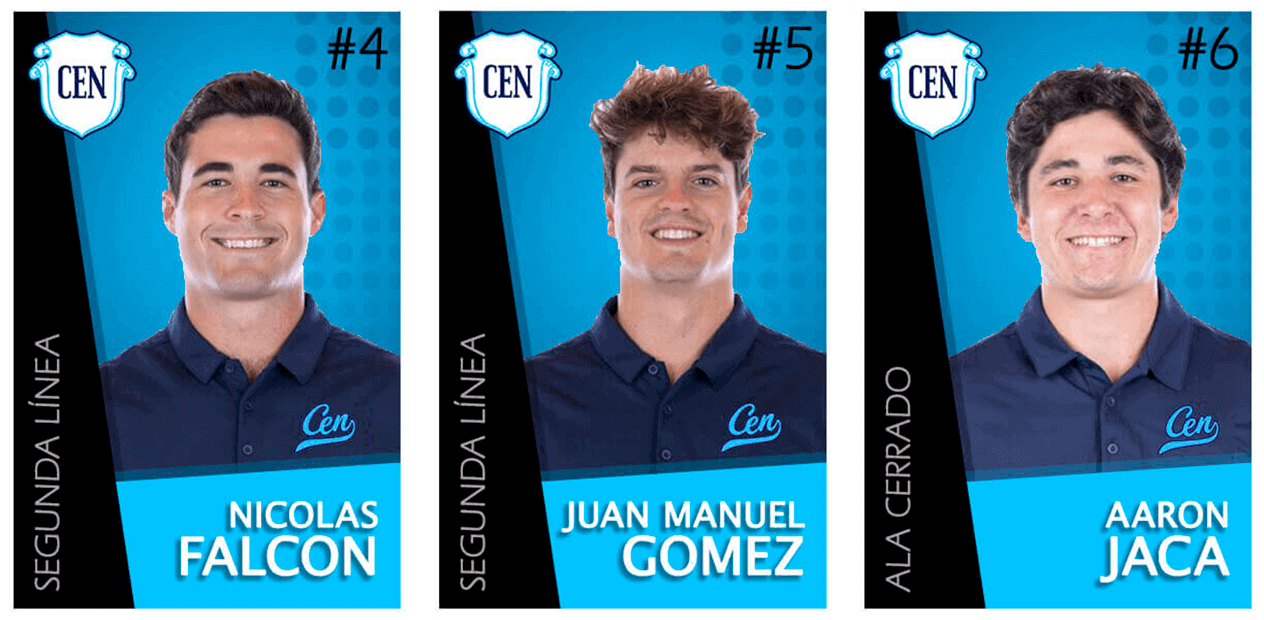 CEN
#4
SEGUNDA LÍNEA
Cen
NICOLAS
FALCON
CEN
#5
SEGUNDA LÍNEA
Cen
JUAN MANUEL
GOMEZ
CEN
#6
ALA CERRADO
Cen
AARON
JACA